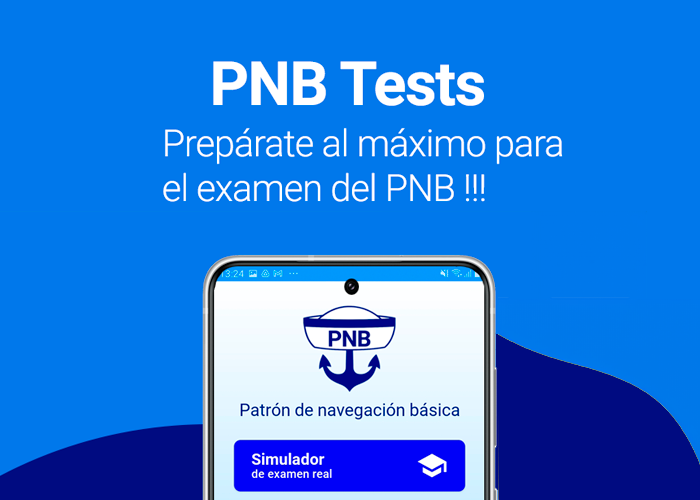 PNB Tests
Prepárate al máximo para
el examen del PNB !!!
13:24
PNB
Patrón de navegación básica
Simulador
de examen real